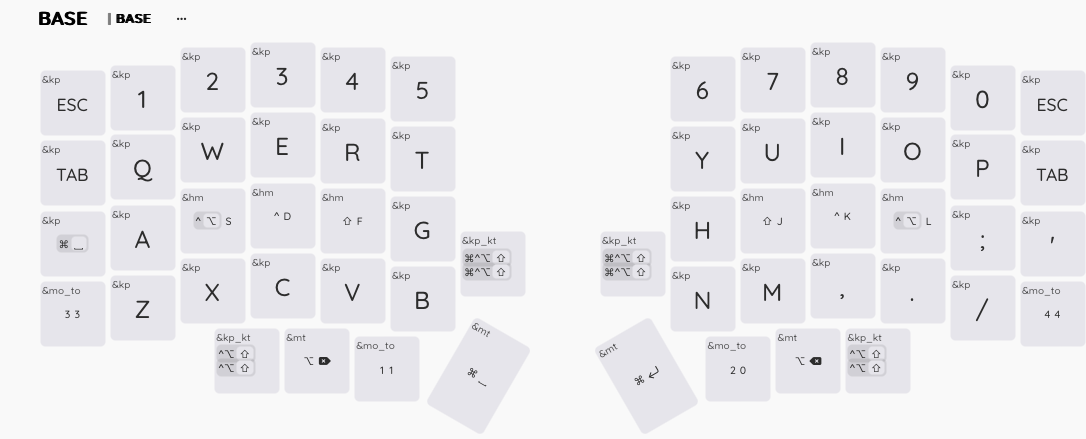 BASE | BASE ...
&kp &kp &kp &kp &kp &kp &kp &kp &kp &kp &kp &kp
ESC 1 2 3 4 5 6 7 8 9 0 ESC
&kp &kp &kp &kp &kp &kp &kp &kp &kp &kp &kp &kp
TAB Q W E R T Y U I O P TAB
&kp &kp &hm &hm &hm &kp &kp &hm &hm &hm &kp &kp
⌘ ⎵ A ^ ⌥ S ^ D ⇧ F G H ⇧ J ^ K ^ ⌥ L ; '
&kp_kt &kp_kt
⌘^⌥ ⇧ ⌘^⌥ ⇧
⌘^⌥ ⇧ ⌘^⌥ ⇧
&mo_to &kp &kp &kp &kp &kp &kp &kp &kp &kp &kp &mo_to
3 3 Z X C V B N M , . / 4 4
&kp_kt &mt &mo_to &mt &mt &mo_to &mt &kp_kt
^⌥ ⇧ ⌥ ⌦ 1 1 ⌘ ⎵ ⌘ ⏎ 2 0 ⌥ ⌫ ^⌥ ⇧
^⌥ ⇧ ^⌥ ⇧